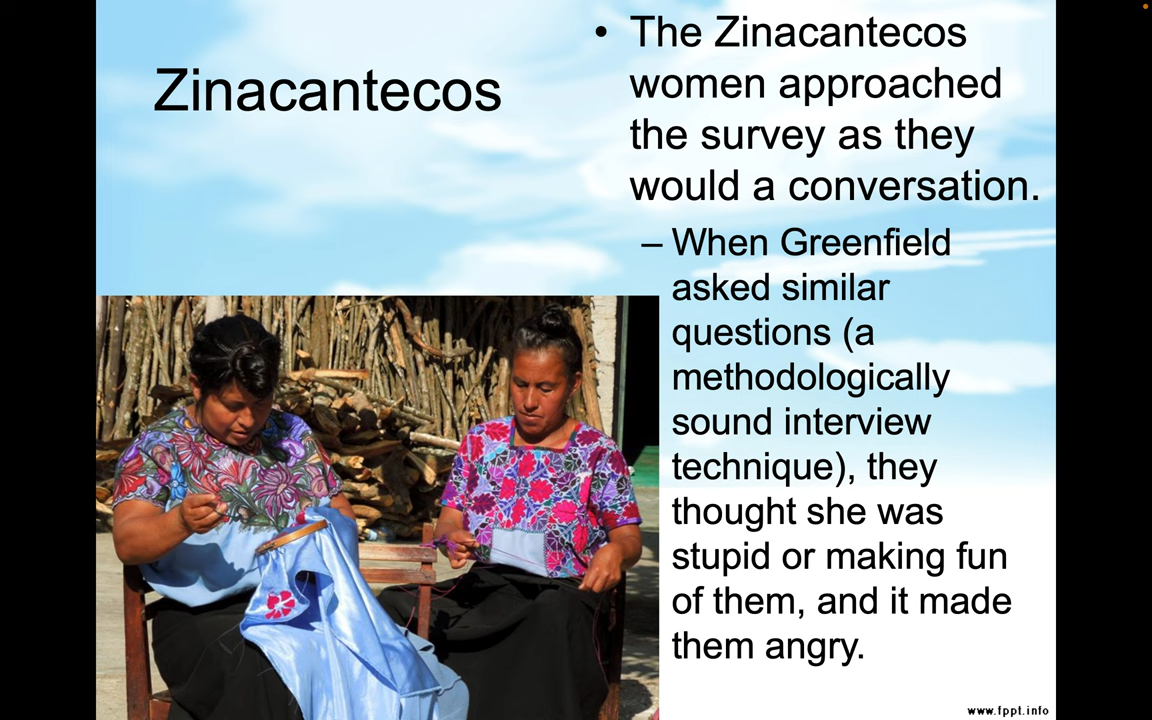 Zinacantecos
• The Zinacantecos
women approached
the survey as they
would a conversation.
– When Greenfield
asked similar
questions (a
methodologically
sound interview
technique), they
thought she was
stupid or making fun
of them, and it made
them angry.
www.fppt.info